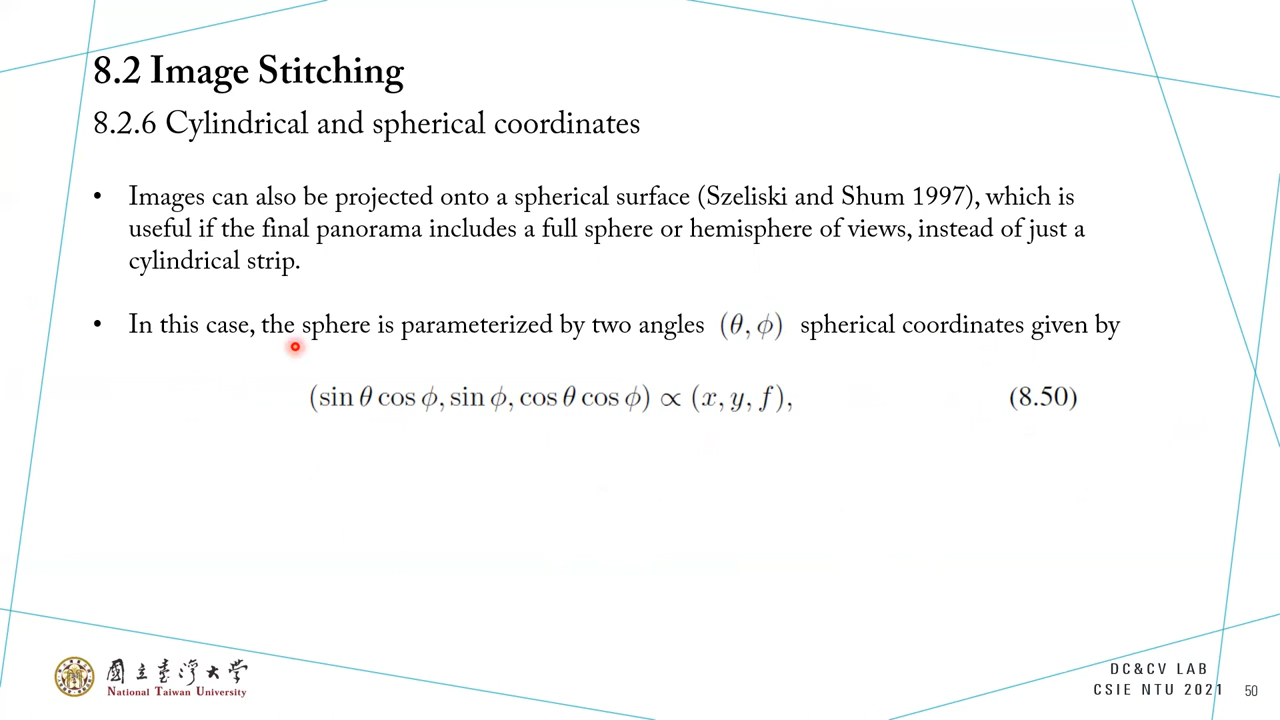 8.2 Image Stitching
8.2.6 Cylindrical and spherical coordinates
• Images can also be projected onto a spherical surface (Szeliski and Shum 1997), which is
useful if the final panorama includes a full sphere or hemisphere of views, instead of just a
cylindrical strip.
• In this case, the sphere is parameterized by two angles (θ, ϕ) spherical coordinates given by
(sin θ cos ϕ, sin ϕ, cos θ cos ϕ) ∝ (x, y, f), (8.50)
國立臺灣大學
National Taiwan University
DC&CV LAB
CSIE NTU 2021
50